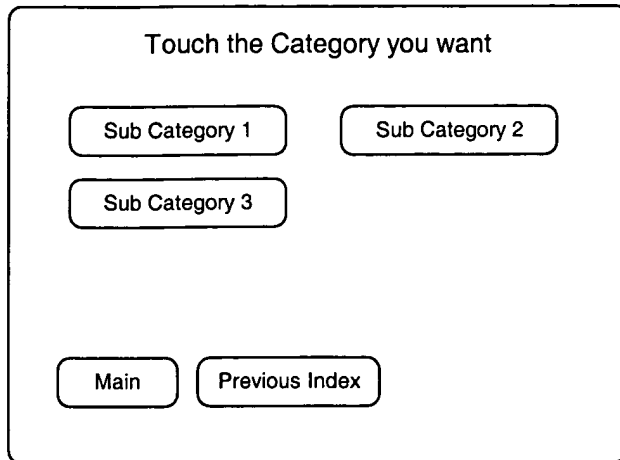 Touch the Category you want
Sub Category 1 Sub Category 2
Sub Category 3
Main Previous Index